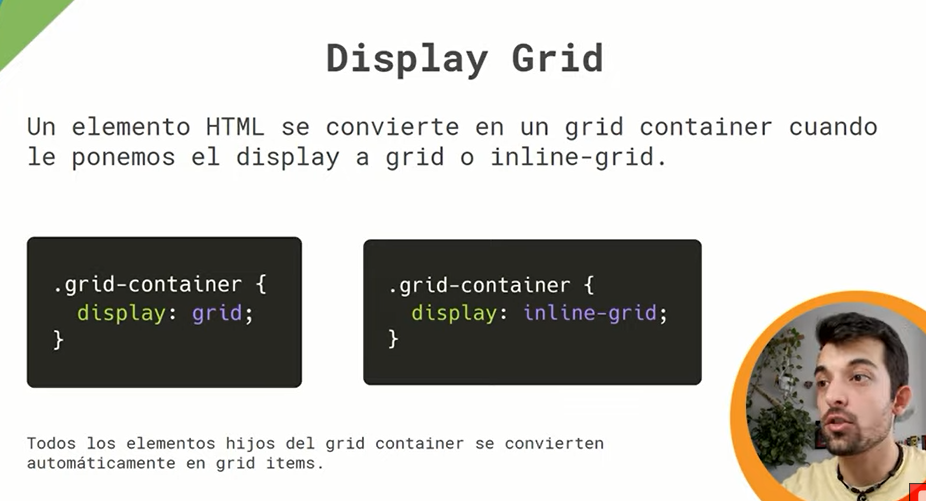 Display Grid
Un elemento HTML se convierte en un grid container cuando
le ponemos el display a grid o inline-grid.
.grid-container {
display: grid;
}
.grid-container {
display: inline-grid;
}
Todos los elementos hijos del grid container se convierten
automáticamente en grid items.